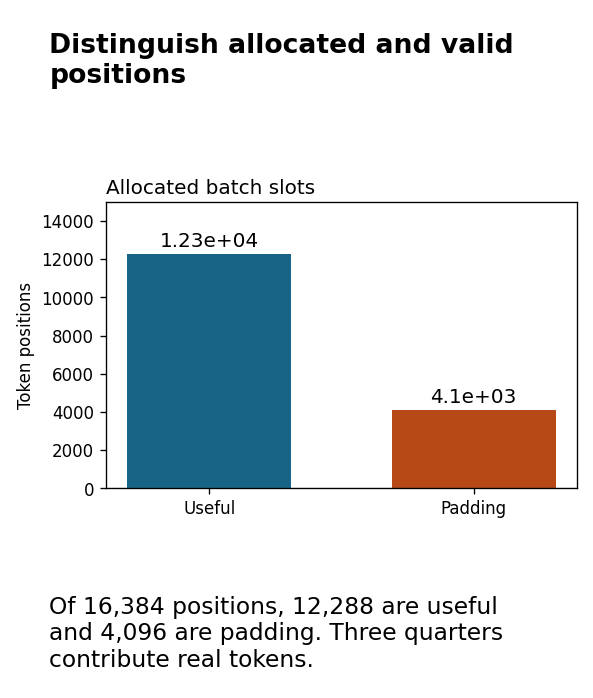 Distinguish allocated and valid
positions
Allocated batch slots
Token positions
14000
12000
10000
8000
6000
4000
2000
0
1.23e+04
4.1e+03
Useful
Padding
Of 16,384 positions, 12,288 are useful
and 4,096 are padding. Three quarters
contribute real tokens.